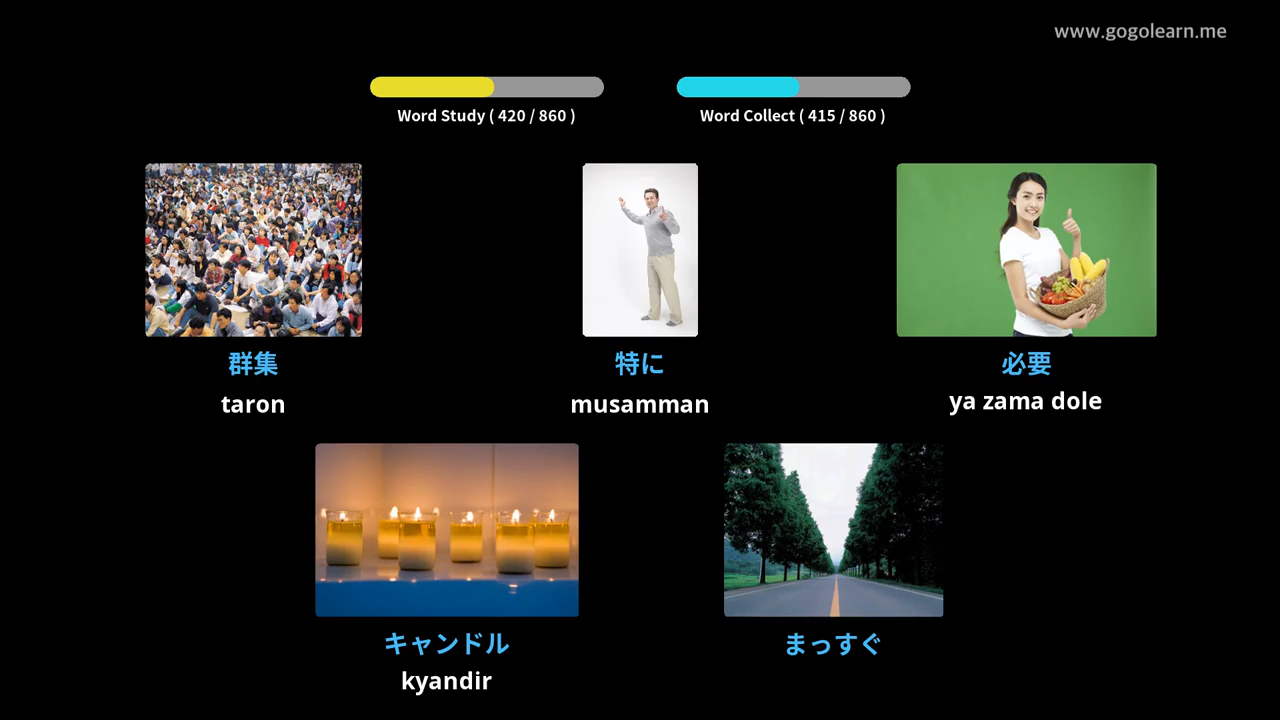 www.gogolearn.me
Word Study ( 420 / 860 )
Word Collect ( 415 / 860 )
群集
特に
必要
taron
musamman
ya zama dole
キャンドル
まっすぐ
kyandir